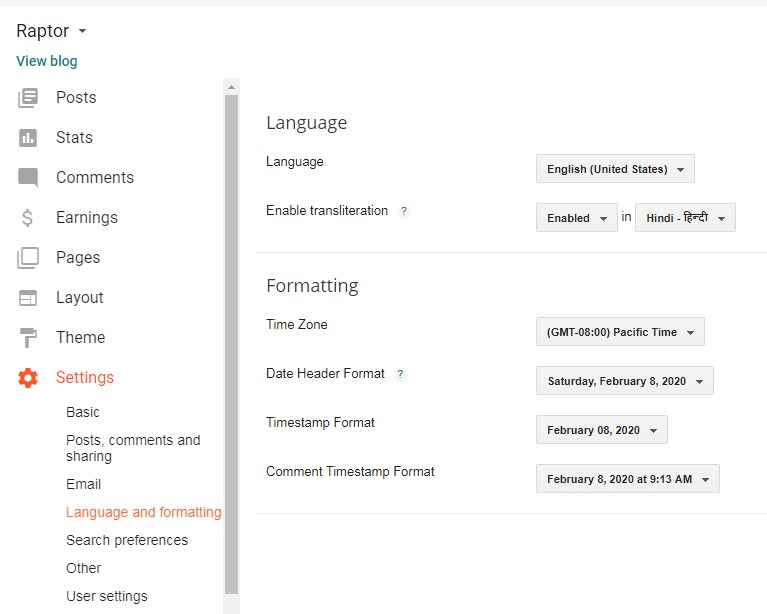 Raptor
View blog
Posts
Stats
Comments
Earnings
Pages
Layout
Theme
Settings
Basic
Posts, comments and
sharing
Email
Language and formatting
Search preferences
Other
User settings
Language
Language English (United States)
Enable transliteration ? Enabled in Hindi - हिन्दी
Formatting
Time Zone (GMT-08:00) Pacific Time
Date Header Format ? Saturday, February 8, 2020
Timestamp Format February 08, 2020
Comment Timestamp Format February 8, 2020 at 9:13 AM